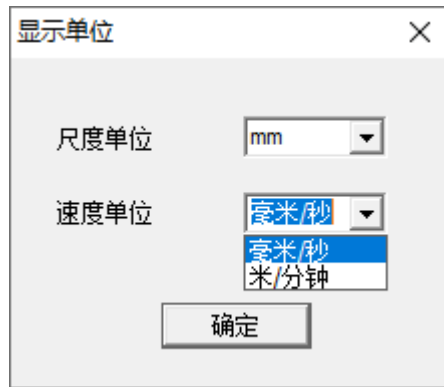 显示单位
尺度单位 mm
速度单位 毫米/秒
毫米/秒
米/分钟
确定